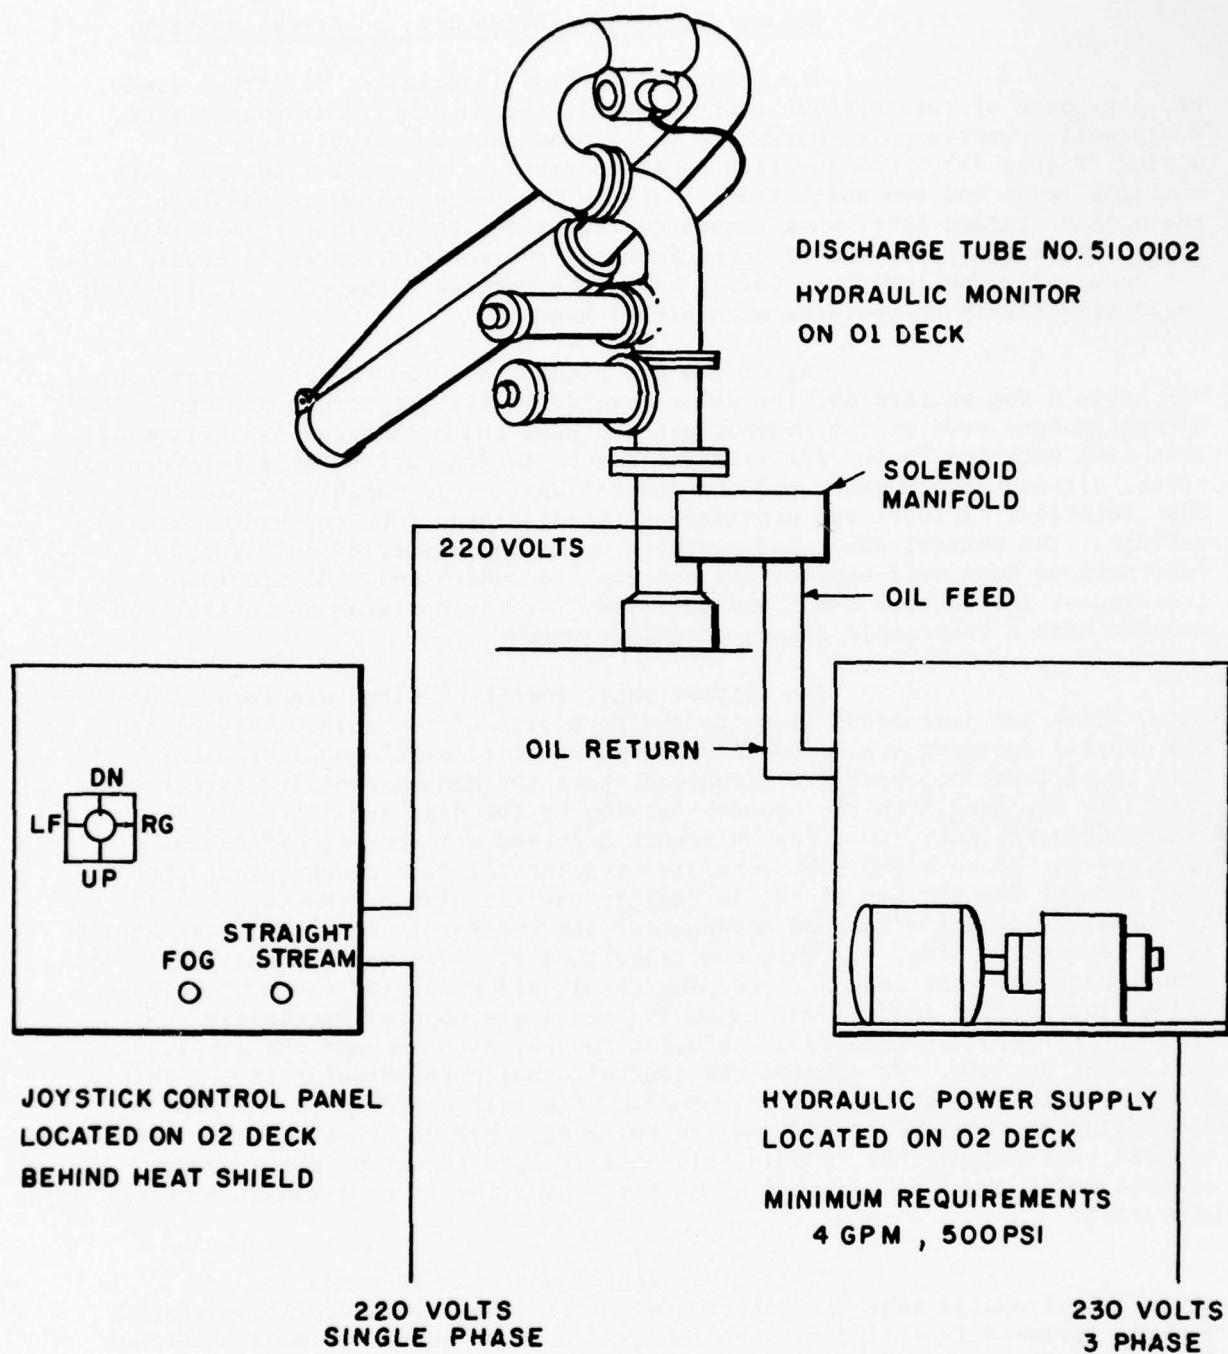 DISCHARGE TUBE NO. 5100102
HYDRAULIC MONITOR
ON 01 DECK
SOLENOID
MANIFOLD
220 VOLTS
OIL FEED
OIL RETURN
DN
LF
RG
UP
STRAIGHT
STREAM
FOG
JOYSTICK CONTROL PANEL
LOCATED ON 02 DECK
BEHIND HEAT SHIELD
HYDRAULIC POWER SUPPLY
LOCATED ON 02 DECK
MINIMUM REQUIREMENTS
4 GPM , 500 PSI
220 VOLTS
SINGLE PHASE
230 VOLTS
3 PHASE